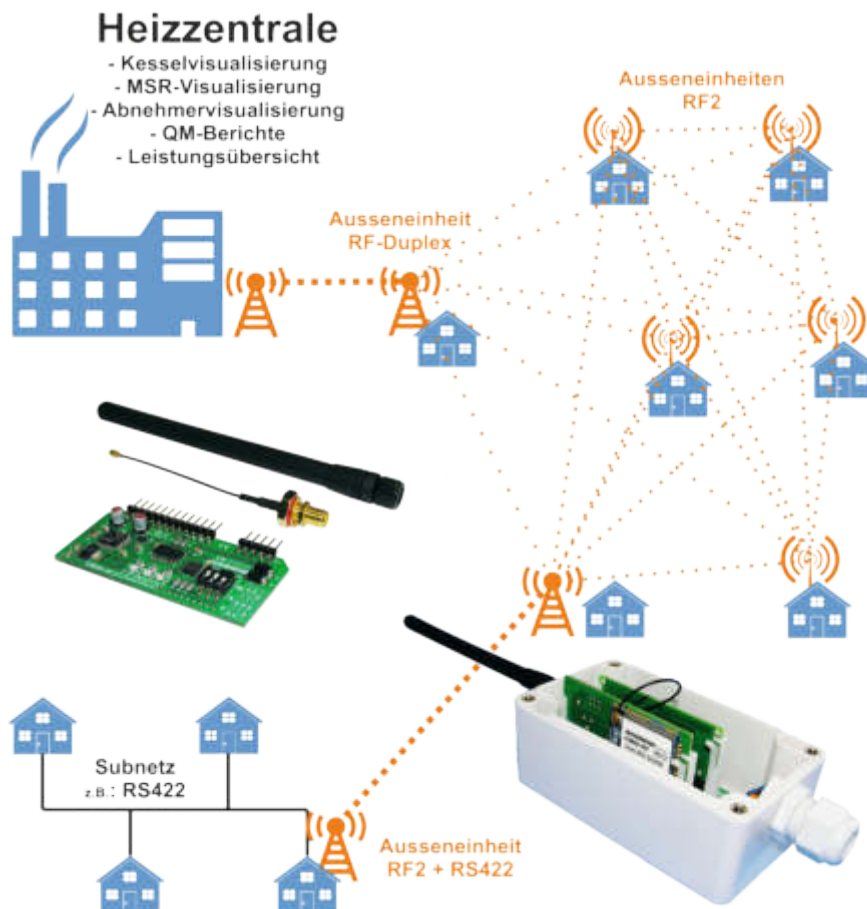 Heizzentrale
- Kesselvisualisierung
- MSR-Visualisierung
- Abnehmervisualisierung
- QM-Berichte
- Leistungsübersicht
Ausseneinheiten
RF2
Ausseneinheit
RF-Duplex
Subnetz
z.B.: RS422
Ausseneinheit
RF2 + RS422